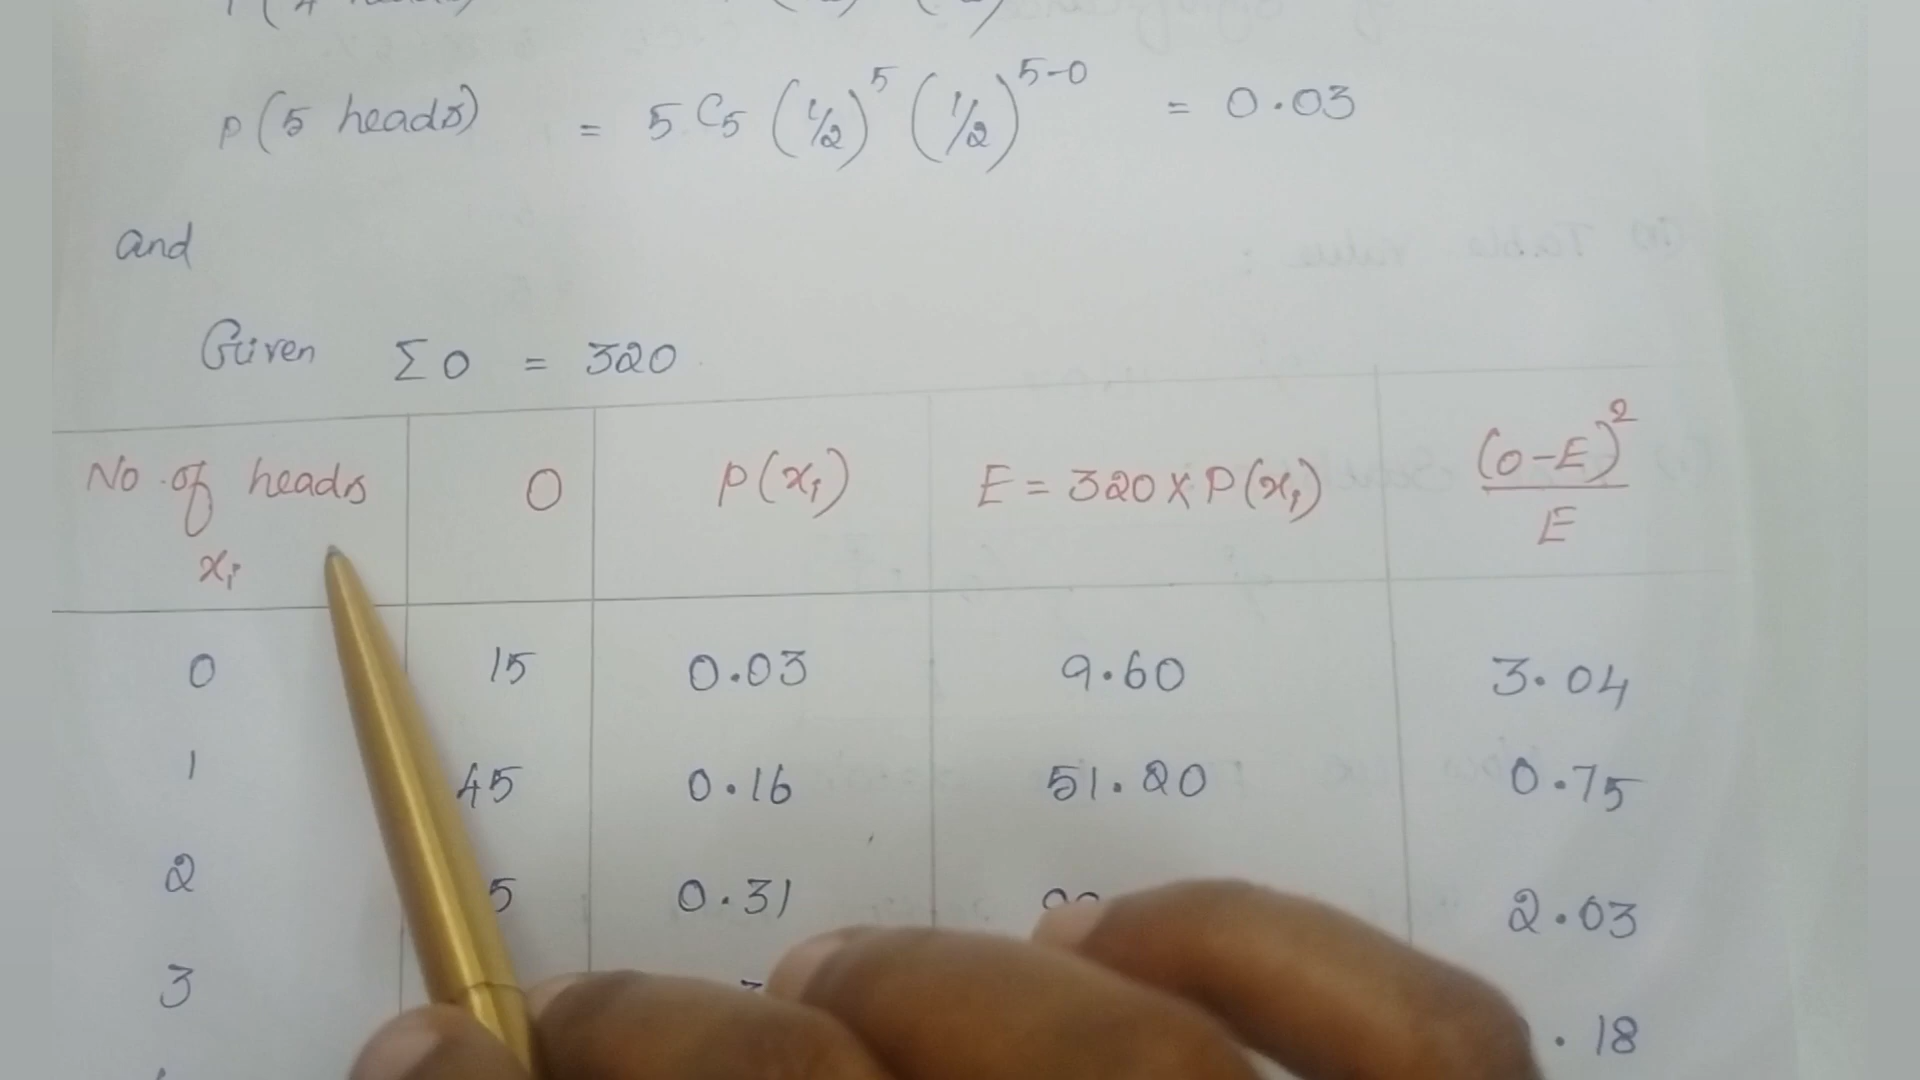 P(5 heads) = 5C5 (1/2)^5 (1/2)^5-0 = 0.03
and
Given Σ0 = 320
No. of heads xi | O | P(xi) | E = 320 X P(xi) | (O-E)^2 / E
0 | 15 | 0.03 | 9.60 | 3.04
1 | 45 | 0.16 | 51.20 | 0.75
2 | 5 | 0.31 | 2.03
3 | .18